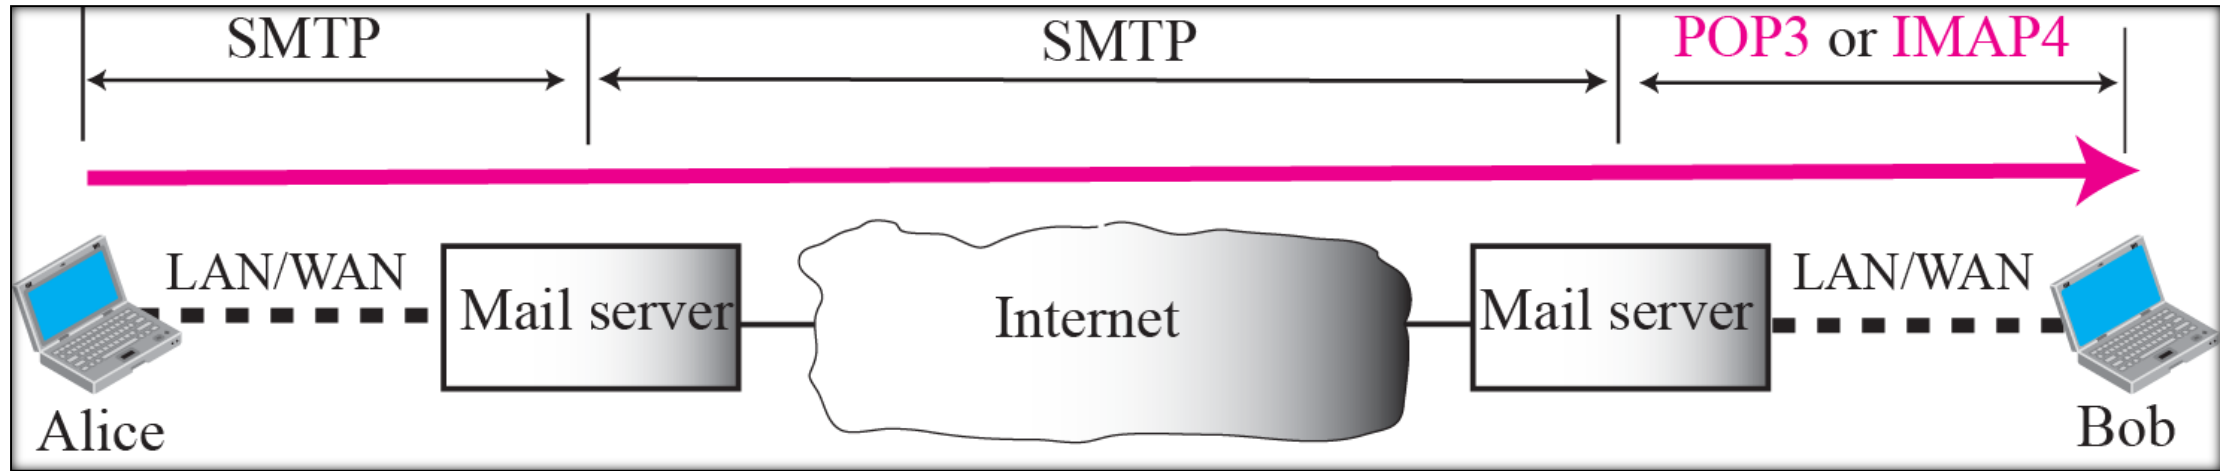 SMTP
SMTP
POP3 or IMAP4
LAN/WAN
Mail server
Internet
Mail server
LAN/WAN
Alice
Bob